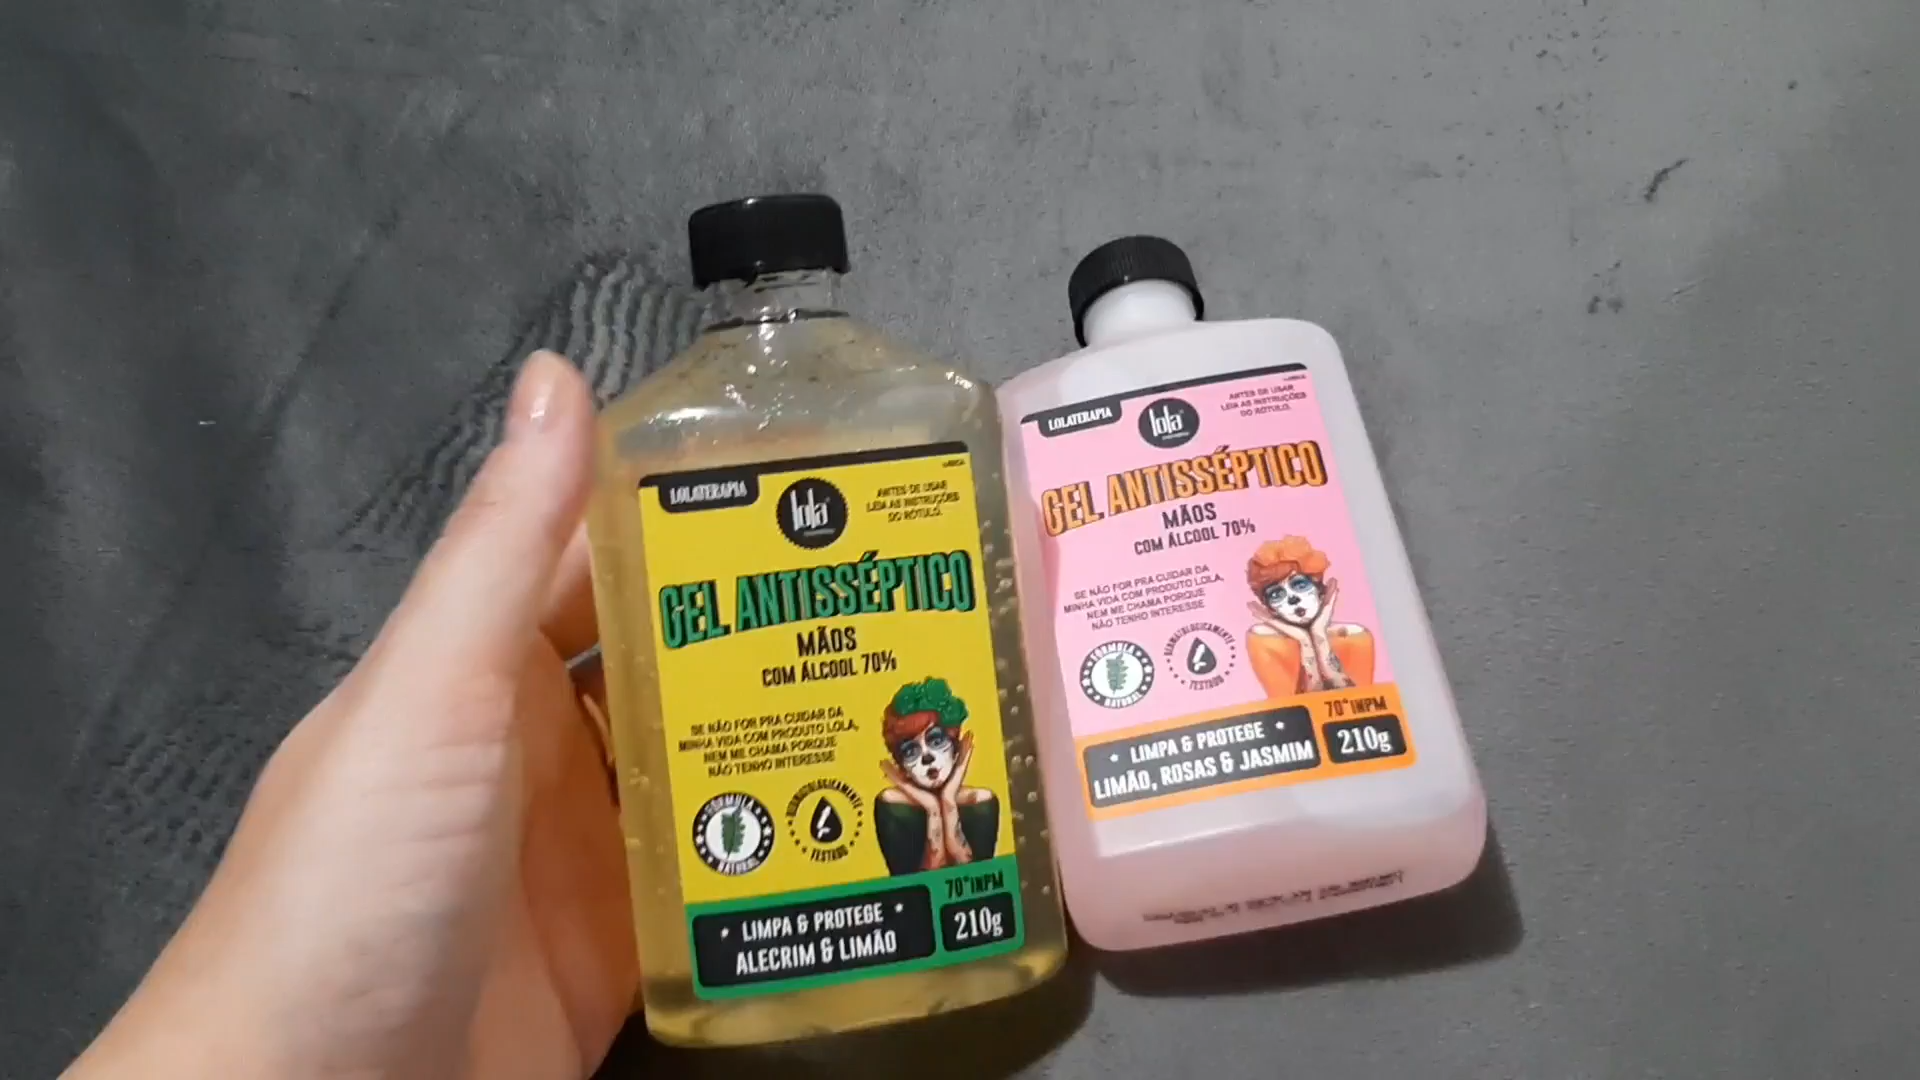 LOLATERAPIA
lola
ANTES DE USAR
LEIA AS INSTRUÇÕES
DO RÓTULO.
GEL ANTISSÉPTICO
MÃOS
COM ÁLCOOL 70%
SE NÃO FOR PRA CUIDAR DA
MINHA VIDA COM PRODUTO LOLA,
NEM ME CHAMA PORQUE
NÃO TENHO INTERESSE
FORMULA NATURAL
DERMATOLOGICAMENTE TESTADO
70°INPM
LIMPA & PROTEGE
ALECRIM & LIMÃO
210g
LOLATERAPIA
lola
ANTES DE USAR
LEIA AS INSTRUÇÕES
DO RÓTULO.
GEL ANTISSÉPTICO
MÃOS
COM ÁLCOOL 70%
SE NÃO FOR PRA CUIDAR DA
MINHA VIDA COM PRODUTO LOLA,
NEM ME CHAMA PORQUE
NÃO TENHO INTERESSE
FORMULA NATURAL
DERMATOLOGICAMENTE TESTADO
70°INPM
LIMPA & PROTEGE
LIMÃO, ROSAS & JASMIM
210g